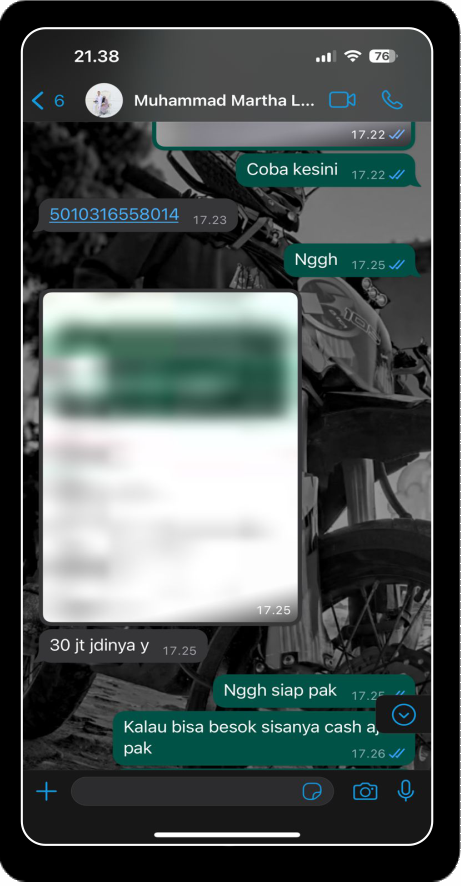 21.38
76
6
Muhammad Martha L...
17.22
Coba kesini 17.22
5010316558014 17.23
Nggh 17.25
17.25
30 jt jdinya y 17.25
Nggh siap pak 17.25
Kalau bisa besok sisanya cash
pak 17.26